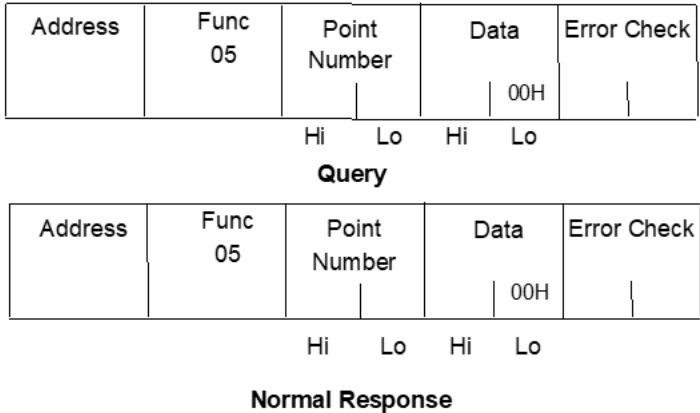 Address Func Point Data Error Check
05 Number
00H
Hi Lo Hi Lo
Query
Address Func Point Data Error Check
05 Number
00H
Hi Lo Hi Lo
Normal Response